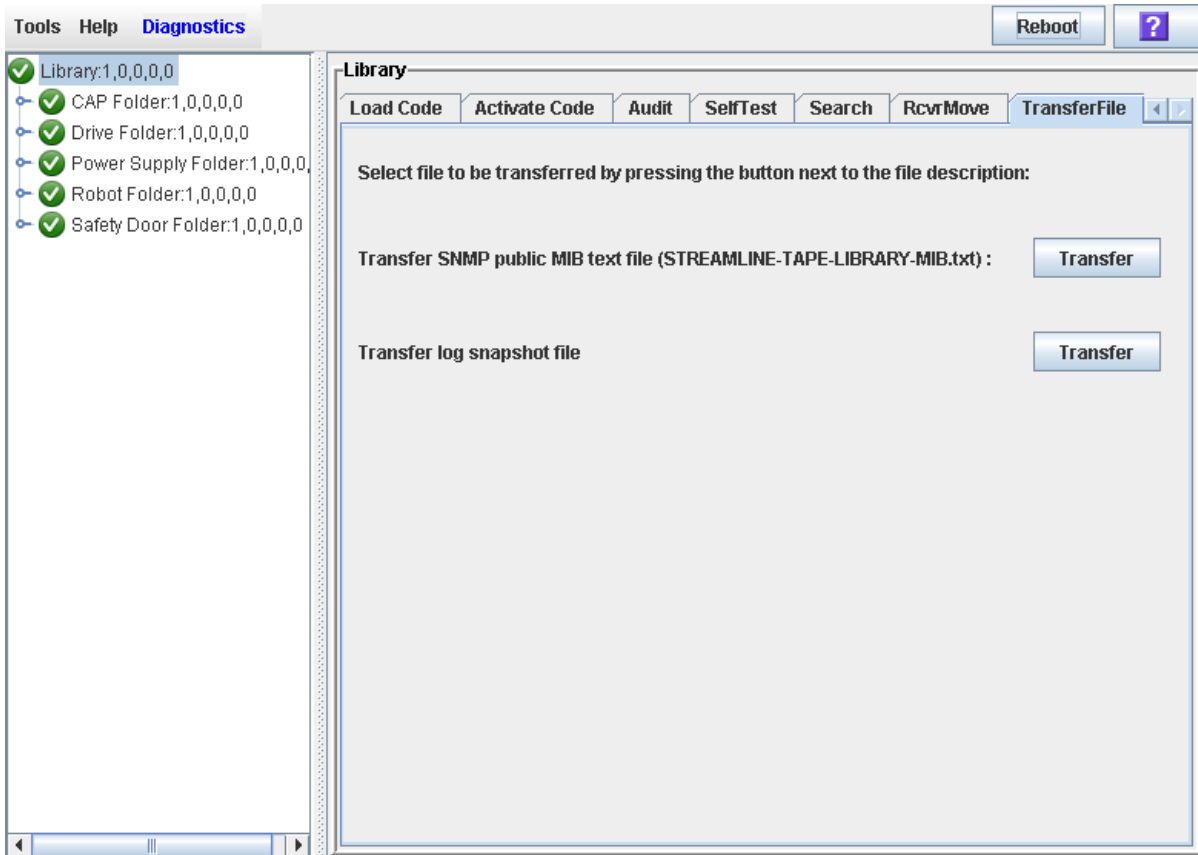 Tools Help Diagnostics
Reboot
?
Library:1,0,0,0,0
CAP Folder:1,0,0,0,0
Drive Folder:1,0,0,0,0
Power Supply Folder:1,0,0,0,
Robot Folder:1,0,0,0,0
Safety Door Folder:1,0,0,0,0
Library
Load Code Activate Code Audit SelfTest Search RcvrMove TransferFile
Select file to be transferred by pressing the button next to the file description:
Transfer SNMP public MIB text file (STREAMLINE-TAPE-LIBRARY-MIB.txt) : Transfer
Transfer log snapshot file Transfer